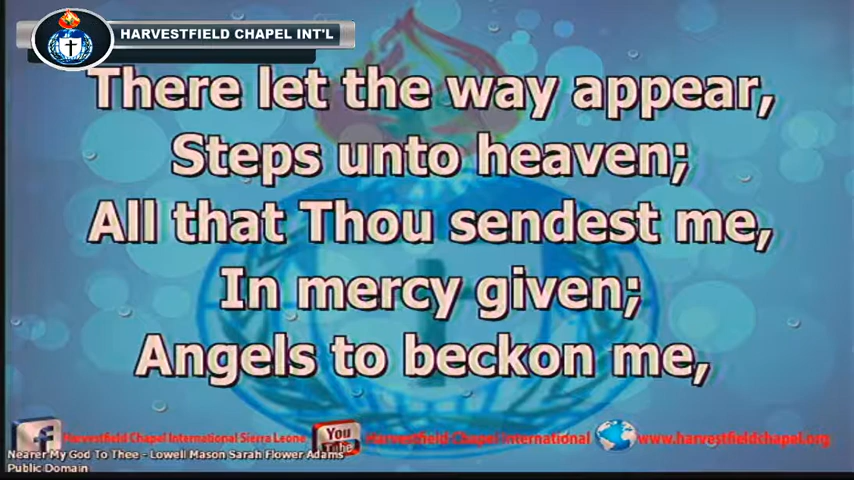 HARVESTFIELD CHAPEL INT'L
There let the way appear,
Steps unto heaven;
All that Thou sendest me,
In mercy given;
Angels to beckon me,
Harvestfield Chapel International Sierra Leone
You Tube
Harvestfield Chapel International
www.harvestfieldchapel.org
Nearer My God To Thee - Lowell Mason Sarah Flower Adams
Public Domain